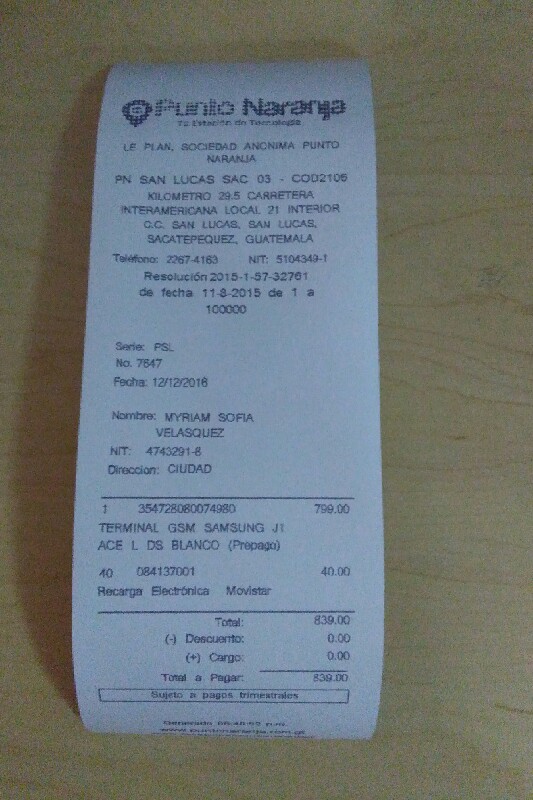 Punto Naranja
Tu Estación de Tecnología
LE PLAN, SOCIEDAD ANONIMA PUNTO
NARANJA
PN SAN LUCAS SAC 03 - COD2106
KILOMETRO 29.5 CARRETERA
INTERAMERICANA LOCAL 21 INTERIOR
C.C. SAN LUCAS, SAN LUCAS,
SACATEPEQUEZ, GUATEMALA
Teléfono: 2267-4163 NIT: 5104349-1
Resolución 2015-1-57-32761
de fecha 11-8-2015 de 1 a
100000
Serie: PSL
No. 7647
Fecha: 12/12/2016
Nombre: MYRIAM SOFIA
VELASQUEZ
NIT: 4743291-8
Direccion: CIUDAD
1 354728080074980 799.00
TERMINAL GSM SAMSUNG J1
ACE L DS BLANCO (Prepago)
40 084137001 40.00
Recarga Electrónica Movistar
Total: 839.00
(-) Descuento: 0.00
(+) Cargo: 0.00
Total a Pagar: 839.00
Sujeto a pagos trimestrales
Generado p.m.
www.puntonaranja.com.gt